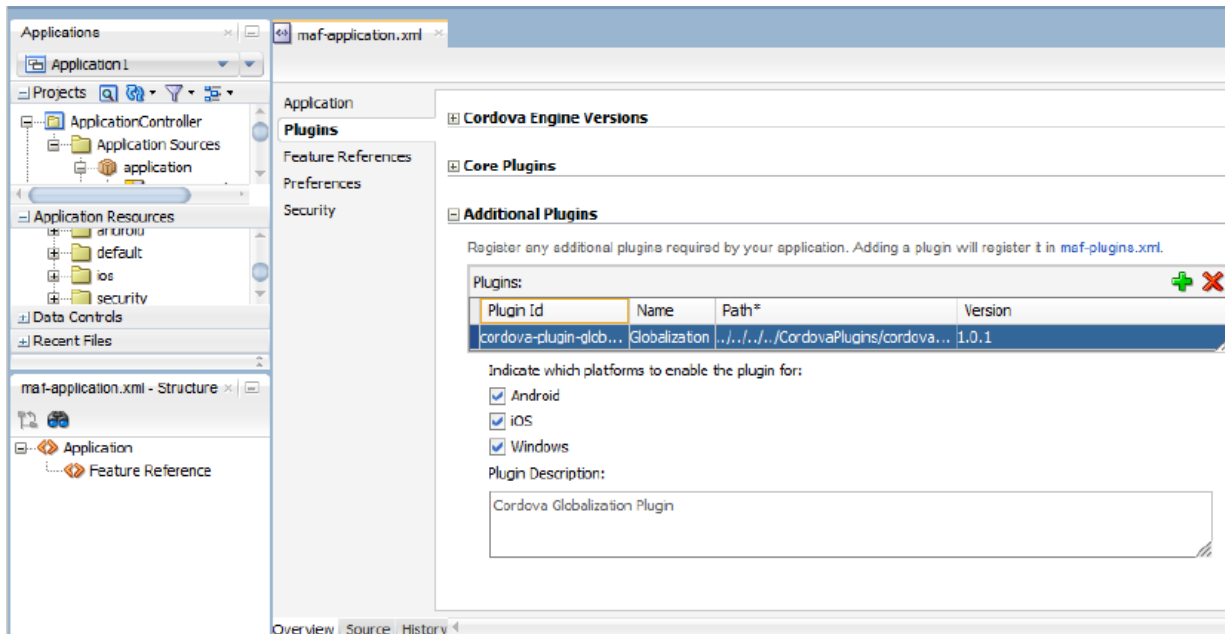 Applications
Application1
Projects
ApplicationController
Application Sources
application
Application Resources
android
default
ios
security
Data Controls
Recent Files
maf-application.xml - Structure
Application
Feature Reference
maf-application.xml
Application
Plugins
Feature References
Preferences
Security
Cordova Engine Versions
Core Plugins
Additional Plugins
Register any additional plugins required by your application. Adding a plugin will register it in maf-plugins.xml.
Plugins:
Plugin Id Name Path* Version
cordova-plugin-glob... Globalization ../../../../CordovaPlugins/cordova... 1.0.1
Indicate which platforms to enable the plugin for:
Android
iOS
Windows
Plugin Description:
Cordova Globalization Plugin
Overview Source History